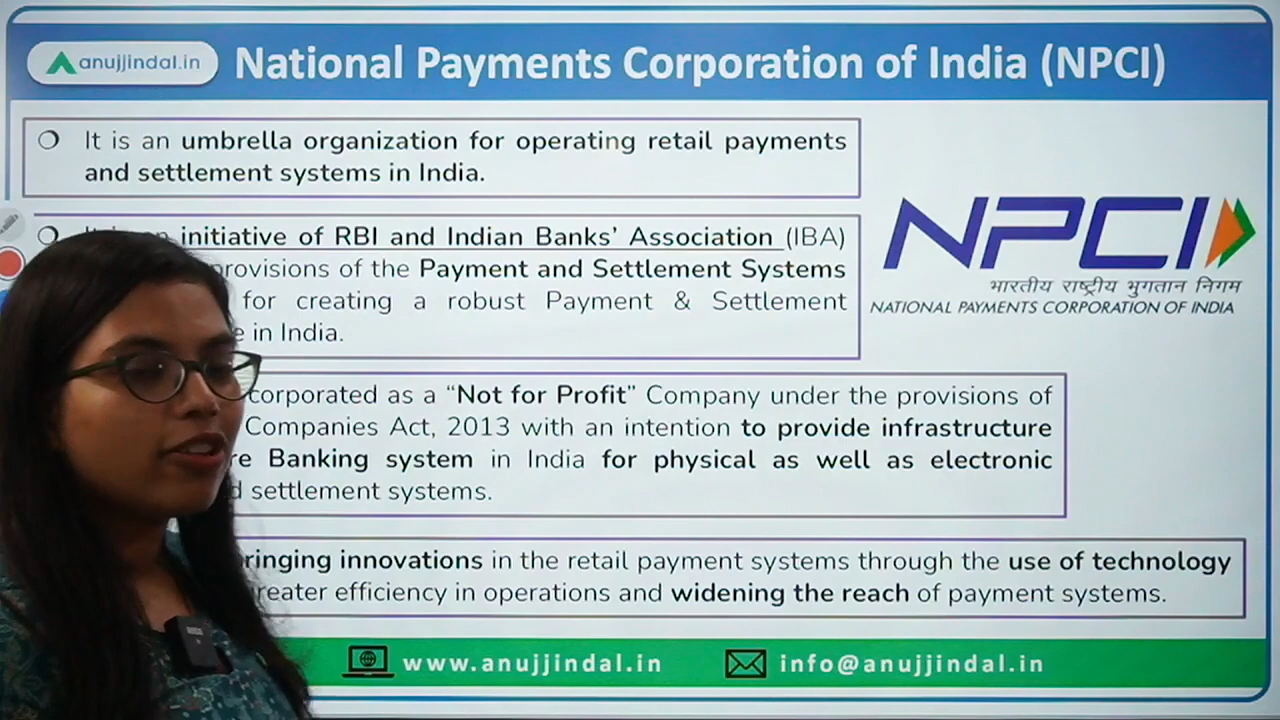 anujjindal.in
National Payments Corporation of India (NPCI)
It is an umbrella organization for operating retail payments
and settlement systems in India.
initiative of RBI and Indian Banks’ Association (IBA)
provisions of the Payment and Settlement Systems
for creating a robust Payment & Settlement
in India.
NPCI
भारतीय राष्ट्रीय भुगतान निगम
NATIONAL PAYMENTS CORPORATION OF INDIA
corporated as a “Not for Profit” Company under the provisions of
Companies Act, 2013 with an intention to provide infrastructure
Banking system in India for physical as well as electronic
settlement systems.
ringing innovations in the retail payment systems through the use of technology
reater efficiency in operations and widening the reach of payment systems.
www.anujjindal.in
info@anujjindal.in